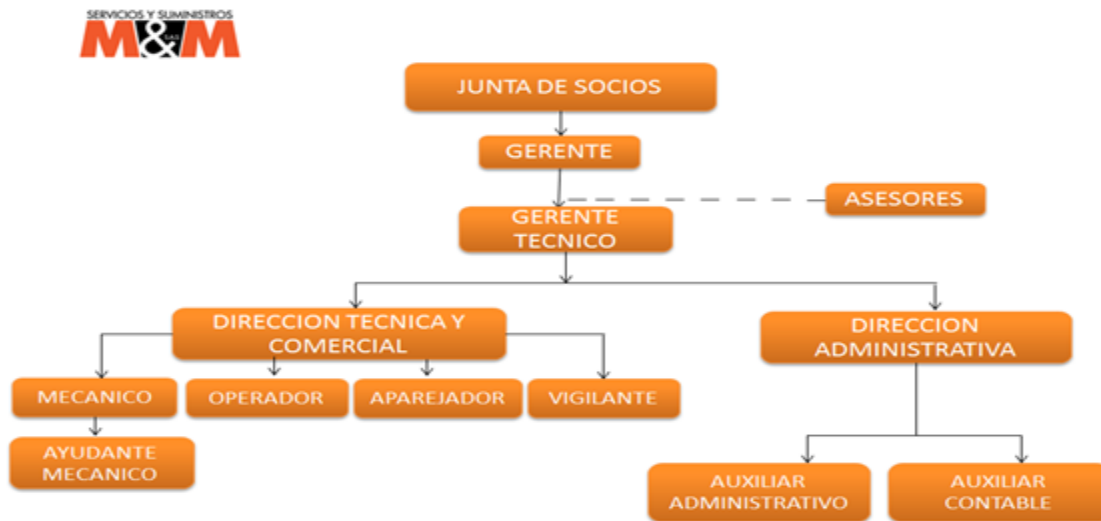 SERVICIOS Y SUMINISTROS
M&M
S.A.S
JUNTA DE SOCIOS
GERENTE
ASESORES
GERENTE
TECNICO
DIRECCION TECNICA Y
COMERCIAL
DIRECCION
ADMINISTRATIVA
MECANICO
OPERADOR
APAREJADOR
VIGILANTE
AYUDANTE
MECANICO
AUXILIAR
ADMINISTRATIVO
AUXILIAR
CONTABLE